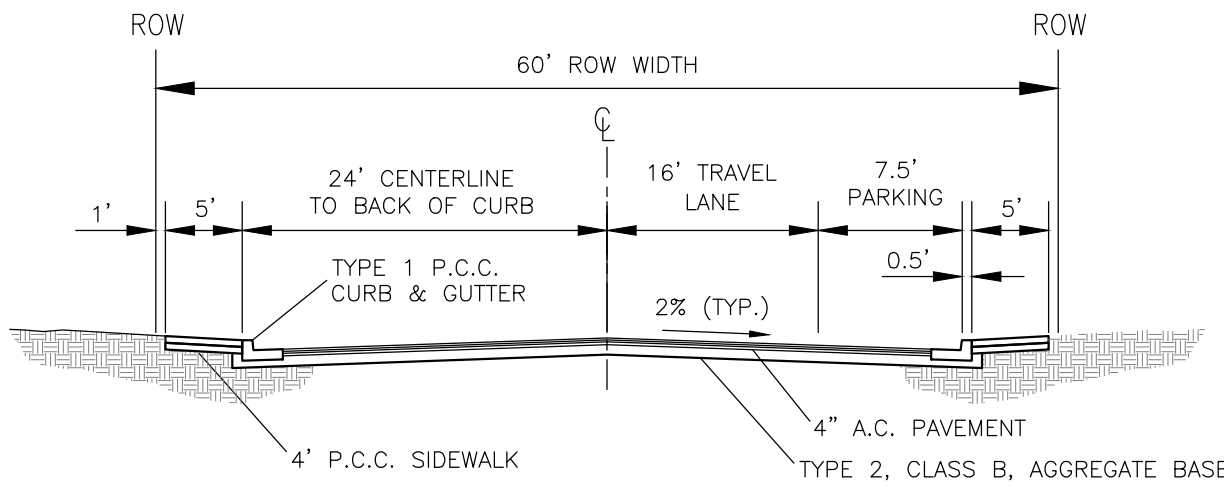 ROW
ROW
60' ROW WIDTH
℄
24' CENTERLINE
TO BACK OF CURB
16' TRAVEL
LANE
7.5'
PARKING
1'
5'
5'
0.5'
TYPE 1 P.C.C.
CURB & GUTTER
2% (TYP.)
4" A.C. PAVEMENT
4' P.C.C. SIDEWALK
TYPE 2, CLASS B, AGGREGATE BASE